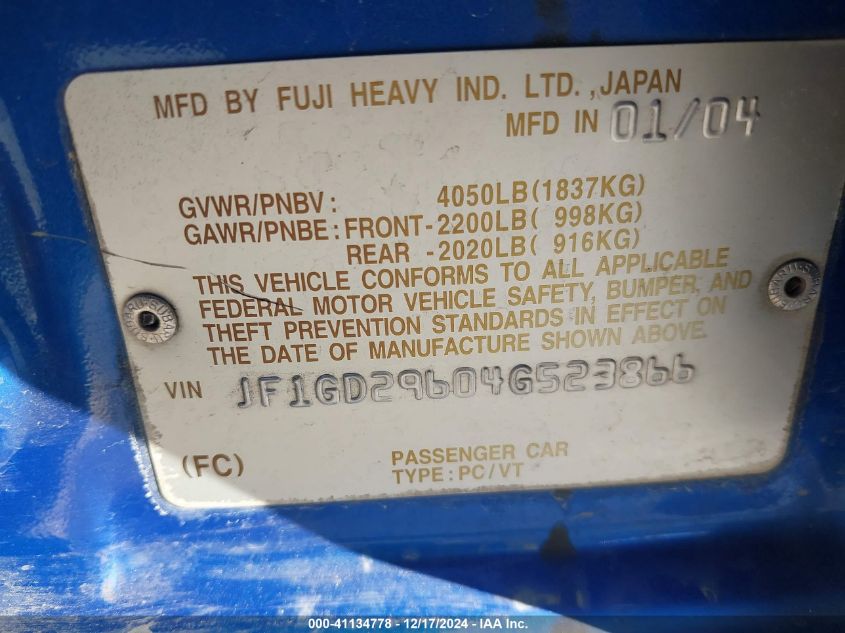 MFD BY FUJI HEAVY IND. LTD.,JAPAN
MFD IN 01/04
GVWR/PNBV: 4050LB(1837KG)
GAWR/PNBE: FRONT-2200LB( 998KG)
REAR -2020LB( 916KG)
THIS VEHICLE CONFORMS TO ALL APPLICABLE
FEDERAL MOTOR VEHICLE SAFETY, BUMPER, AND
THEFT PREVENTION STANDARDS IN EFFECT ON
THE DATE OF MANUFACTURE SHOWN ABOVE.
VIN JF1GD29604G523866
(FC) PASSENGER CAR
TYPE:PC/VT
SUBARU
000-41134778 - 12/17/2024 - IAAI.com